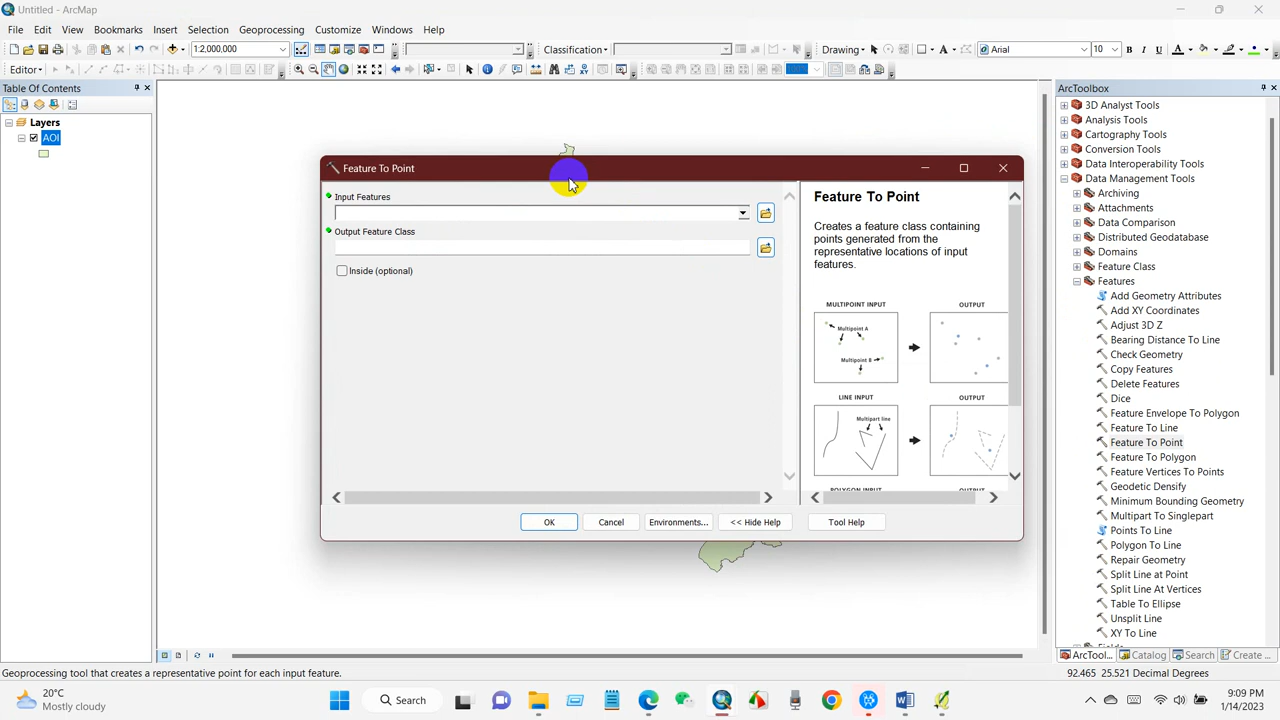 Untitled - ArcMap
File Edit View Bookmarks Insert Selection Geoprocessing Customize Windows Help
1:2,000,000 Classification Drawing Arial 10 B I U A
Editor
Table Of Contents
Layers
AOI
Feature To Point
Input Features
Output Feature Class
Inside (optional)
Feature To Point
Creates a feature class containing
points generated from the
representative locations of input
features.
MULTIPOINT INPUT OUTPUT
Multipoint A
Multipoint B
LINE INPUT OUTPUT
Multipart line
POLYGON INPUT OUTPUT
OK Cancel Environments... << Hide Help Tool Help
ArcToolbox
3D Analyst Tools
Analysis Tools
Cartography Tools
Conversion Tools
Data Interoperability Tools
Data Management Tools
Archiving
Attachments
Data Comparison
Distributed Geodatabase
Domains
Feature Class
Features
Add Geometry Attributes
Add XY Coordinates
Adjust 3D Z
Bearing Distance To Line
Check Geometry
Copy Features
Delete Features
Dice
Feature Envelope To Polygon
Feature To Line
Feature To Point
Feature To Polygon
Feature Vertices To Points
Geodetic Densify
Minimum Bounding Geometry
Multipart To Singlepart
Points To Line
Polygon To Line
Repair Geometry
Split Line at Point
Split Line At Vertices
Table To Ellipse
Unsplit Line
XY To Line
Fields
ArcTool... Catalog Search Create ...
Geoprocessing tool that creates a representative point for each input feature.
92.465 25.521 Decimal Degrees
20°C
Mostly cloudy
Search
9:09 PM
1/14/2023